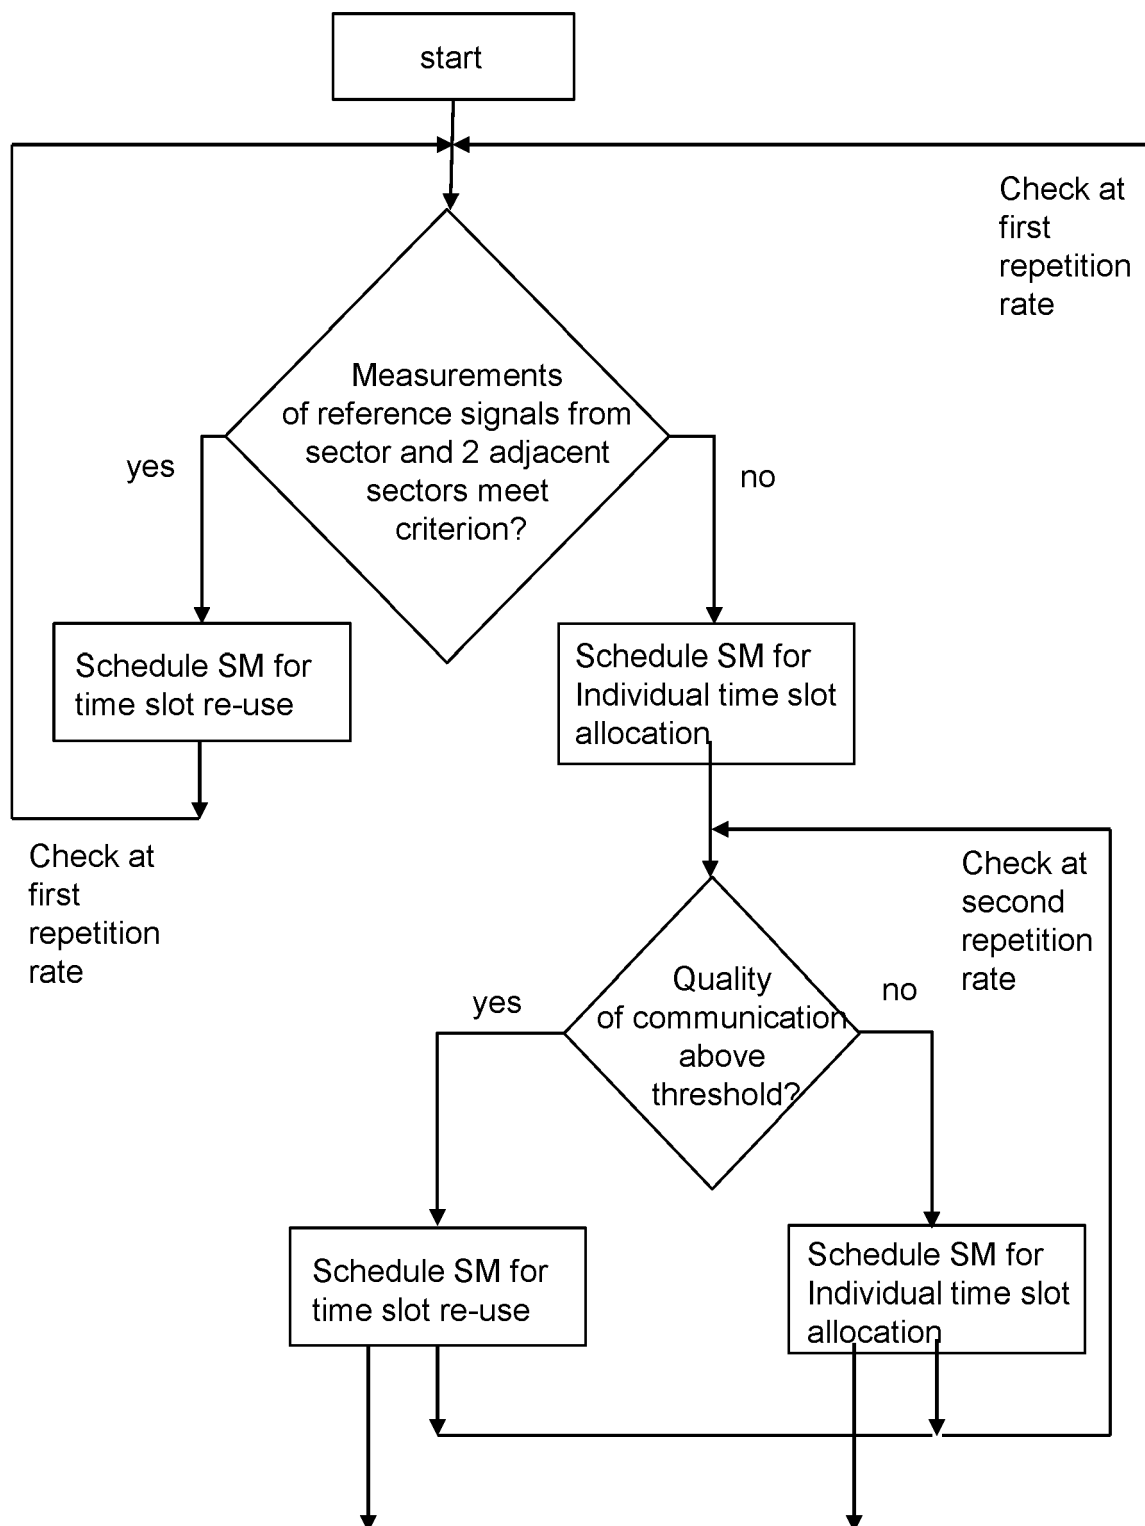 start
Check at
first
repetition
rate
Measurements
of reference signals from
sector and 2 adjacent
sectors meet
criterion?
yes
no
Schedule SM for
time slot re-use
Schedule SM for
Individual time slot
allocation
Check at
first
repetition
rate
Check at
second
repetition
rate
Quality
of communication
above
threshold?
yes
no
Schedule SM for
time slot re-use
Schedule SM for
Individual time slot
allocation